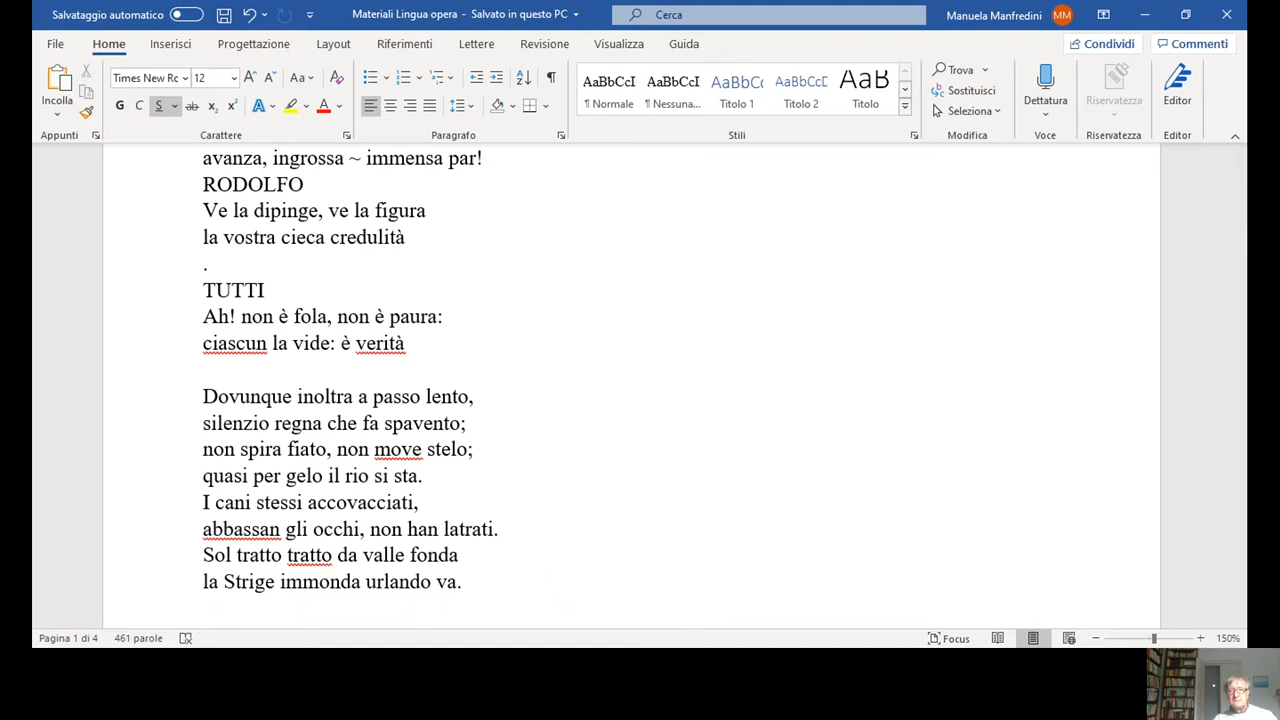 Salvataggio automatico
Materiali Lingua opera - Salvato in questo PC
Cerca
Manuela Manfredini
MM
File
Home
Inserisci
Progettazione
Layout
Riferimenti
Lettere
Revisione
Visualizza
Guida
Condividi
Commenti
Incolla
Times New Rc
12
G C S ab x₂ x²
AaBbCcI
AaBbCcI
AaBbCc
AaBbCcD
AaB
¶ Normale
¶ Nessuna...
Titolo 1
Titolo 2
Titolo
Trova
Sostituisci
Seleziona
Dettatura
Riservatezza
Editor
Appunti
Carattere
Paragrafo
Stili
Modifica
Voce
Riservatezza
Editor
avanza, ingrossa ~ immensa par!
RODOLFO
Ve la dipinge, ve la figura
la vostra cieca credulità
.
TUTTI
Ah! non è fola, non è paura:
ciascun la vide: è verità
Dovunque inoltra a passo lento,
silenzio regna che fa spavento;
non spira fiato, non move stelo;
quasi per gelo il rio si sta.
I cani stessi accovacciati,
abbassan gli occhi, non han latrati.
Sol tratto tratto da valle fonda
la Strige immonda urlando va.
Pagina 1 di 4
461 parole
Focus
150%